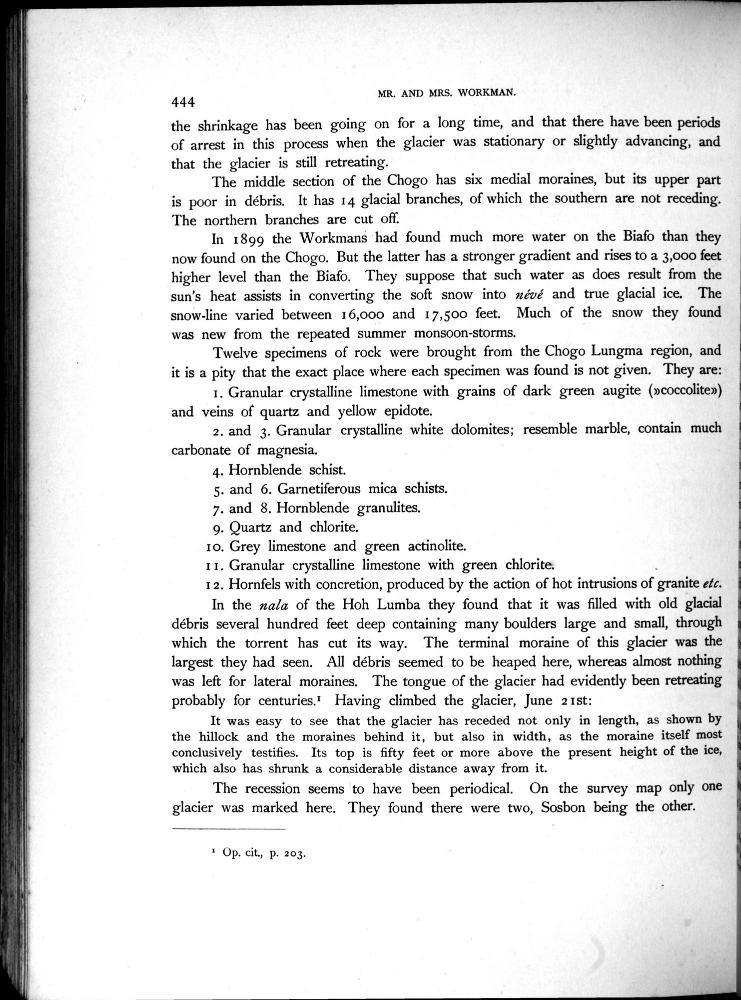 444
MR. AND MRS. WORKMAN.
the shrinkage has been going on for a long time, and that there have been periods
of arrest in this process when the glacier was stationary or slightly advancing, and
that the glacier is still retreating.
The middle section of the Chogo has six medial moraines, but its upper part
is poor in débris. It has 14 glacial branches, of which the southern are not receding.
The northern branches are cut off.
In 1899 the Workmans had found much more water on the Biafo than they
now found on the Chogo. But the latter has a stronger gradient and rises to a 3,000 feet
higher level than the Biafo. They suppose that such water as does result from the
sun's heat assists in converting the soft snow into névé and true glacial ice. The
snow-line varied between 16,000 and 17,500 feet. Much of the snow they found
was new from the repeated summer monsoon-storms.
Twelve specimens of rock were brought from the Chogo Lungma region, and
it is a pity that the exact place where each specimen was found is not given. They are:
1. Granular crystalline limestone with grains of dark green augite (»coccolite»)
and veins of quartz and yellow epidote.
2. and 3. Granular crystalline white dolomites; resemble marble, contain much
carbonate of magnesia.
4. Hornblende schist.
5. and 6. Garnetiferous mica schists.
7. and 8. Hornblende granulites.
9. Quartz and chlorite.
10. Grey limestone and green actinolite.
11. Granular crystalline limestone with green chlorite.
12. Hornfels with concretion, produced by the action of hot intrusions of granite etc.
In the nala of the Hoh Lumba they found that it was filled with old glacial
débris several hundred feet deep containing many boulders large and small, through
which the torrent has cut its way. The terminal moraine of this glacier was the
largest they had seen. All débris seemed to be heaped here, whereas almost nothing
was left for lateral moraines. The tongue of the glacier had evidently been retreating
probably for centuries.¹ Having climbed the glacier, June 21st:
It was easy to see that the glacier has receded not only in length, as shown by
the hillock and the moraines behind it, but also in width, as the moraine itself most
conclusively testifies. Its top is fifty feet or more above the present height of the ice,
which also has shrunk a considerable distance away from it.
The recession seems to have been periodical. On the survey map only one
glacier was marked here. They found there were two, Sosbon being the other.
¹ Op. cit., p. 203.